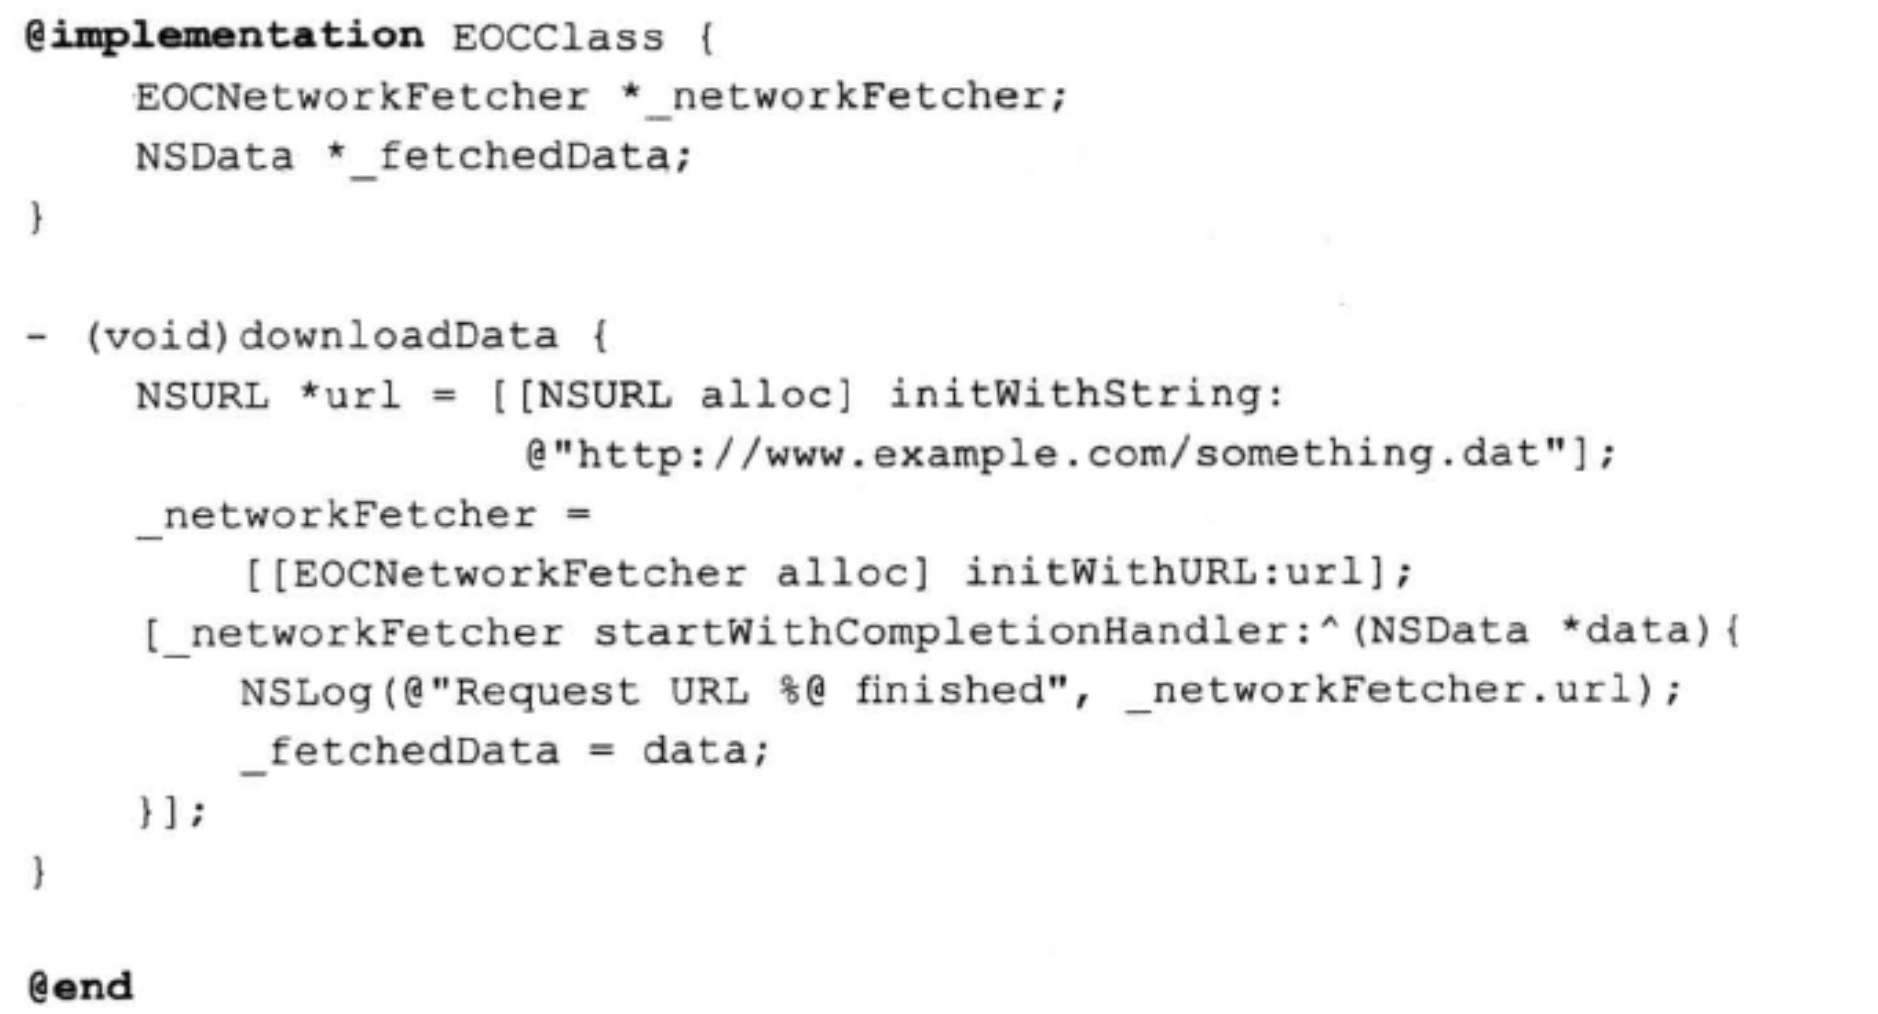 @implementation EOCClass {
    EOCNetworkFetcher *_networkFetcher;
    NSData *_fetchedData;
}
- (void)downloadData {
    NSURL *url = [[NSURL alloc] initWithString:
                  @"http://www.example.com/something.dat"];
    _networkFetcher =
        [[EOCNetworkFetcher alloc] initWithURL:url];
    [_networkFetcher startWithCompletionHandler:^(NSData *data){
        NSLog(@"Request URL %@ finished", _networkFetcher.url);
        _fetchedData = data;
    }];
}
@end